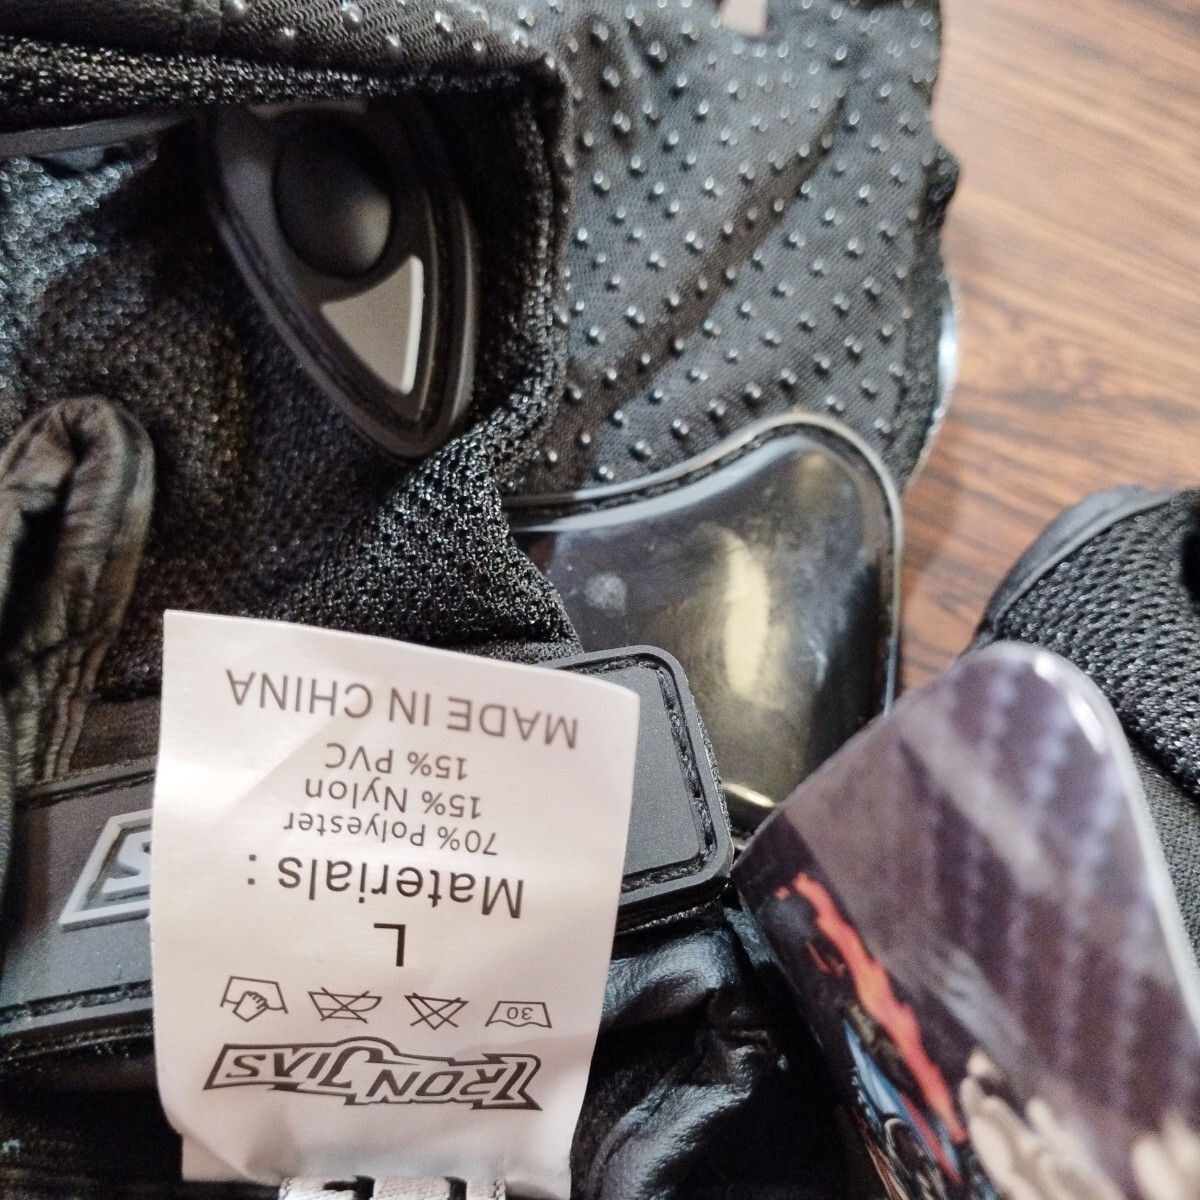 IRON JIAS
30
L
Materials :
70% Polyester
15% Nylon
15% PVC
MADE IN CHINA
S